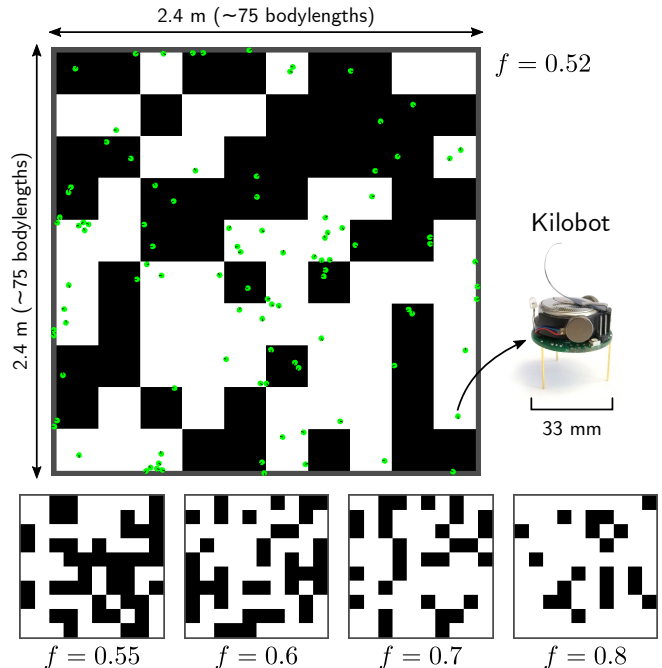 2.4 m (~75 bodylengths)
f = 0.52
2.4 m (~75 bodylengths)
Kilobot
33 mm
f = 0.55
f = 0.6
f = 0.7
f = 0.8